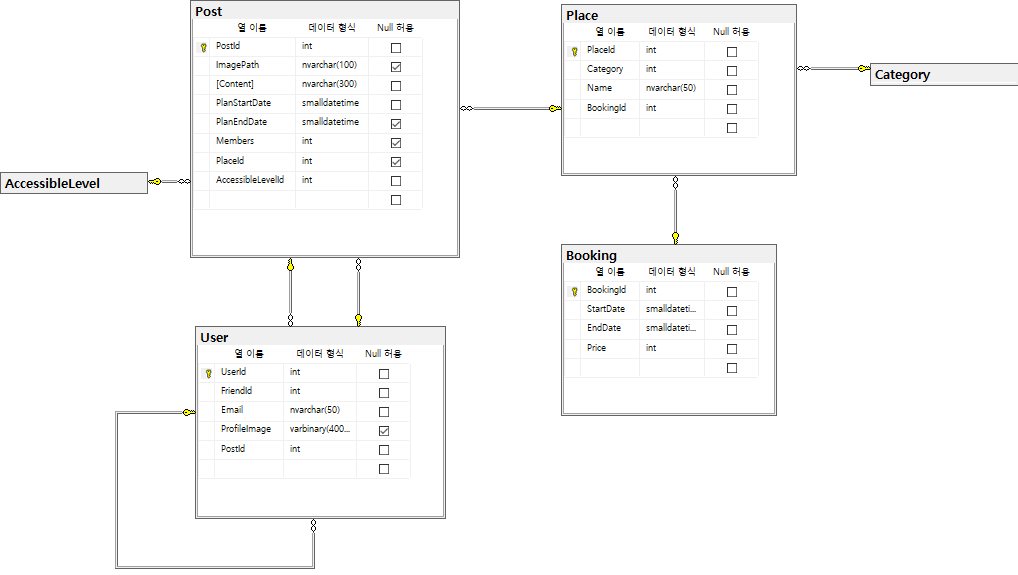 Post
열 이름 데이터 형식 Null 허용
PostId int
ImagePath nvarchar(100)
[Content] nvarchar(300)
PlanStartDate smalldatetime
PlanEndDate smalldatetime
Members int
PlaceId int
AccessibleLevelId int
Place
열 이름 데이터 형식 Null 허용
PlaceId int
Category int
Name nvarchar(50)
BookingId int
Category
AccessibleLevel
Booking
열 이름 데이터 형식 Null 허용
BookingId int
StartDate smalldateti...
EndDate smalldateti...
Price int
User
열 이름 데이터 형식 Null 허용
UserId int
FriendId int
Email nvarchar(50)
ProfileImage varbinary(400...
PostId int